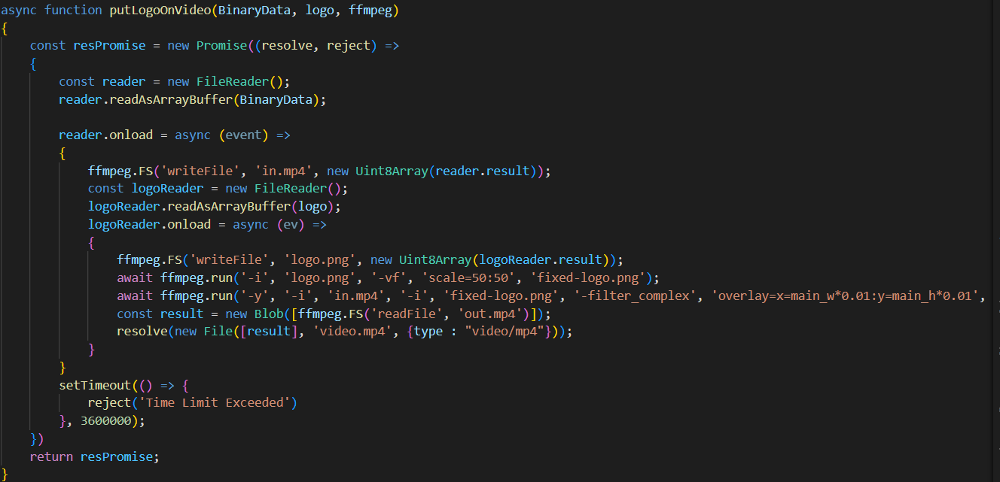 async function putLogoOnVideo(BinaryData, logo, ffmpeg)
{
    const resPromise = new Promise((resolve, reject) =>
    {
        const reader = new FileReader();
        reader.readAsArrayBuffer(BinaryData);

        reader.onload = async (event) =>
        {
            ffmpeg.FS('writeFile', 'in.mp4', new Uint8Array(reader.result));
            const logoReader = new FileReader();
            logoReader.readAsArrayBuffer(logo);
            logoReader.onload = async (ev) =>
            {
                ffmpeg.FS('writeFile', 'logo.png', new Uint8Array(logoReader.result));
                await ffmpeg.run('-i', 'logo.png', '-vf', 'scale=50:50', 'fixed-logo.png');
                await ffmpeg.run('-y', '-i', 'in.mp4', '-i', 'fixed-logo.png', '-filter_complex', 'overlay=x=main_w*0.01:y=main_h*0.01',
                const result = new Blob([ffmpeg.FS('readFile', 'out.mp4')]);
                resolve(new File([result], 'video.mp4', {type : "video/mp4"}));
            }
        }
        setTimeout(() => {
            reject('Time Limit Exceeded')
        }, 3600000);
    })
    return resPromise;
}